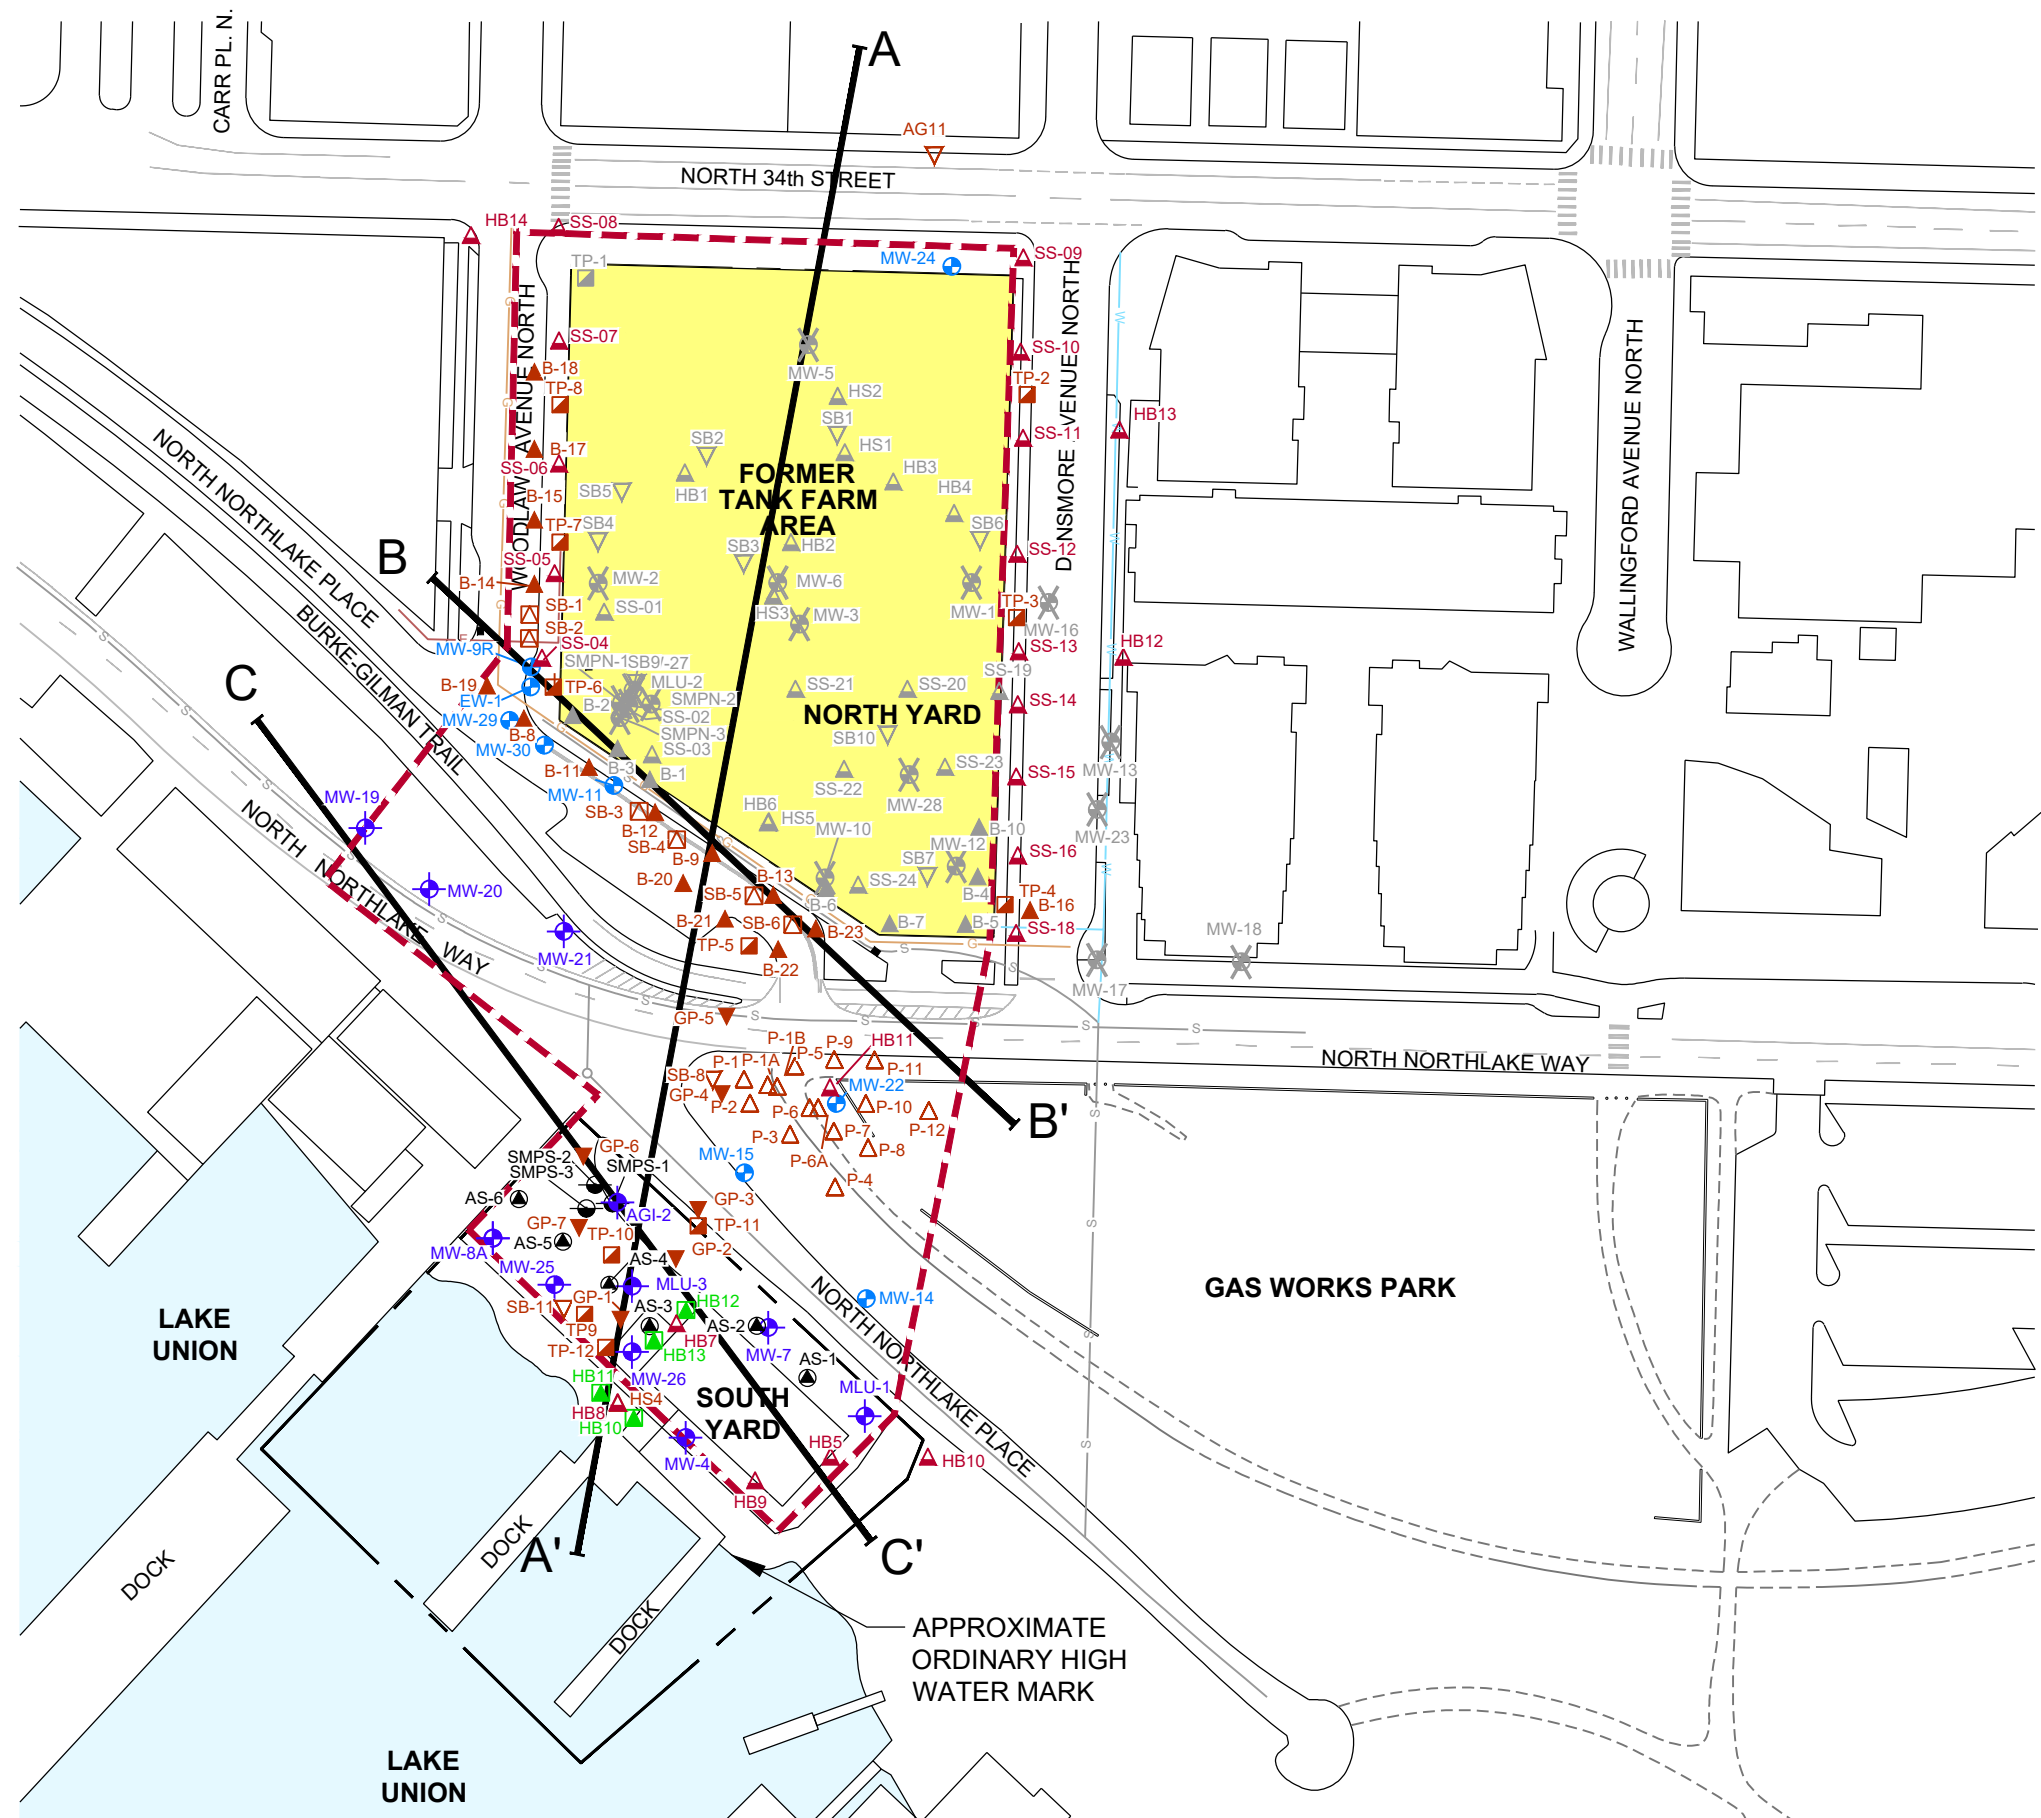 CARR PL. N.
A
AG11
NORTH 34th STREET
HB14
SS-08
SS-09
MW-24
TP-1
WOODLAWN AVENUE NORTH
DENSMORE AVENUE NORTH
WALLINGFORD AVENUE NORTH
SS-07
SS-10
MW-5
B-18
TP-8
HS2
TP-2
SB1
HB13
SB2
HS1
SS-11
B-17
SS-06
FORMER
TANK FARM
AREA
HB1
HB3
HB4
SB5
B-15
TP-7
SB4
SB6
NORTH NORTHLAKE PLACE
SB3
HB2
SS-12
B
SS-05
B-14
MW-2
MW-6
MW-1
SS-01
HS3
MW-3
TP-3
MW-16
SB-1
SB-2
BURKE-GILMAN TRAIL
MW-9R
SS-04
SS-13
HB12
SMPN-1
SB9
MLU-2
SS-19
C
B-19
TP-6
EW-1
SMPN-2
SS-21
SS-20
B-2
SS-02
SS-14
MW-29
B-8
SMPN-3
NORTH YARD
MW-30
SS-03
SB10
B-11
B-3
B-1
SS-23
SS-15
MW-13
MW-11
SS-22
MW-28
MW-19
SB-3
HB6
HS5
MW-10
B-12
B-10
MW-23
NORTH NORTHLAKE WAY
SB-4
B-9
MW-12
SS-16
MW-20
B-20
B-13
SB7
SS-24
SB-5
B-6
B-4
TP-4
B-16
B-21
SB-6
B-23
B-7
B-5
SS-18
MW-18
TP-5
MW-21
B-22
MW-17
GP-5
P-1B
P-9
HB11
NORTH NORTHLAKE WAY
P-1
P-1A
P-5
P-11
SB-8
MW-22
GP-4
P-2
P-6
P-10
B'
P-12
P-3
P-7
P-8
GP-6
SMPS-2
SMPS-3
SMPS-1
MW-15
P-6A
P-4
AS-6
AGI-2
GP-3
GP-7
TP-11
TP-10
MW-8A
AS-5
GP-2
MW-25
AS-4
MLU-3
GAS WORKS PARK
MW-14
LAKE
UNION
SB-11
GP-1
AS-3
HB12
TP9
AS-2
HB7
TP-12
HB13
MW-7
NORTH NORTHLAKE PLACE
AS-1
HB11
MW-26
MLU-1
HB8
HS4
SOUTH
YARD
HB10
MW-4
HB5
HB10
HB9
DOCK
DOCK
A'
C'
DOCK
APPROXIMATE
ORDINARY HIGH
WATER MARK
LAKE
UNION